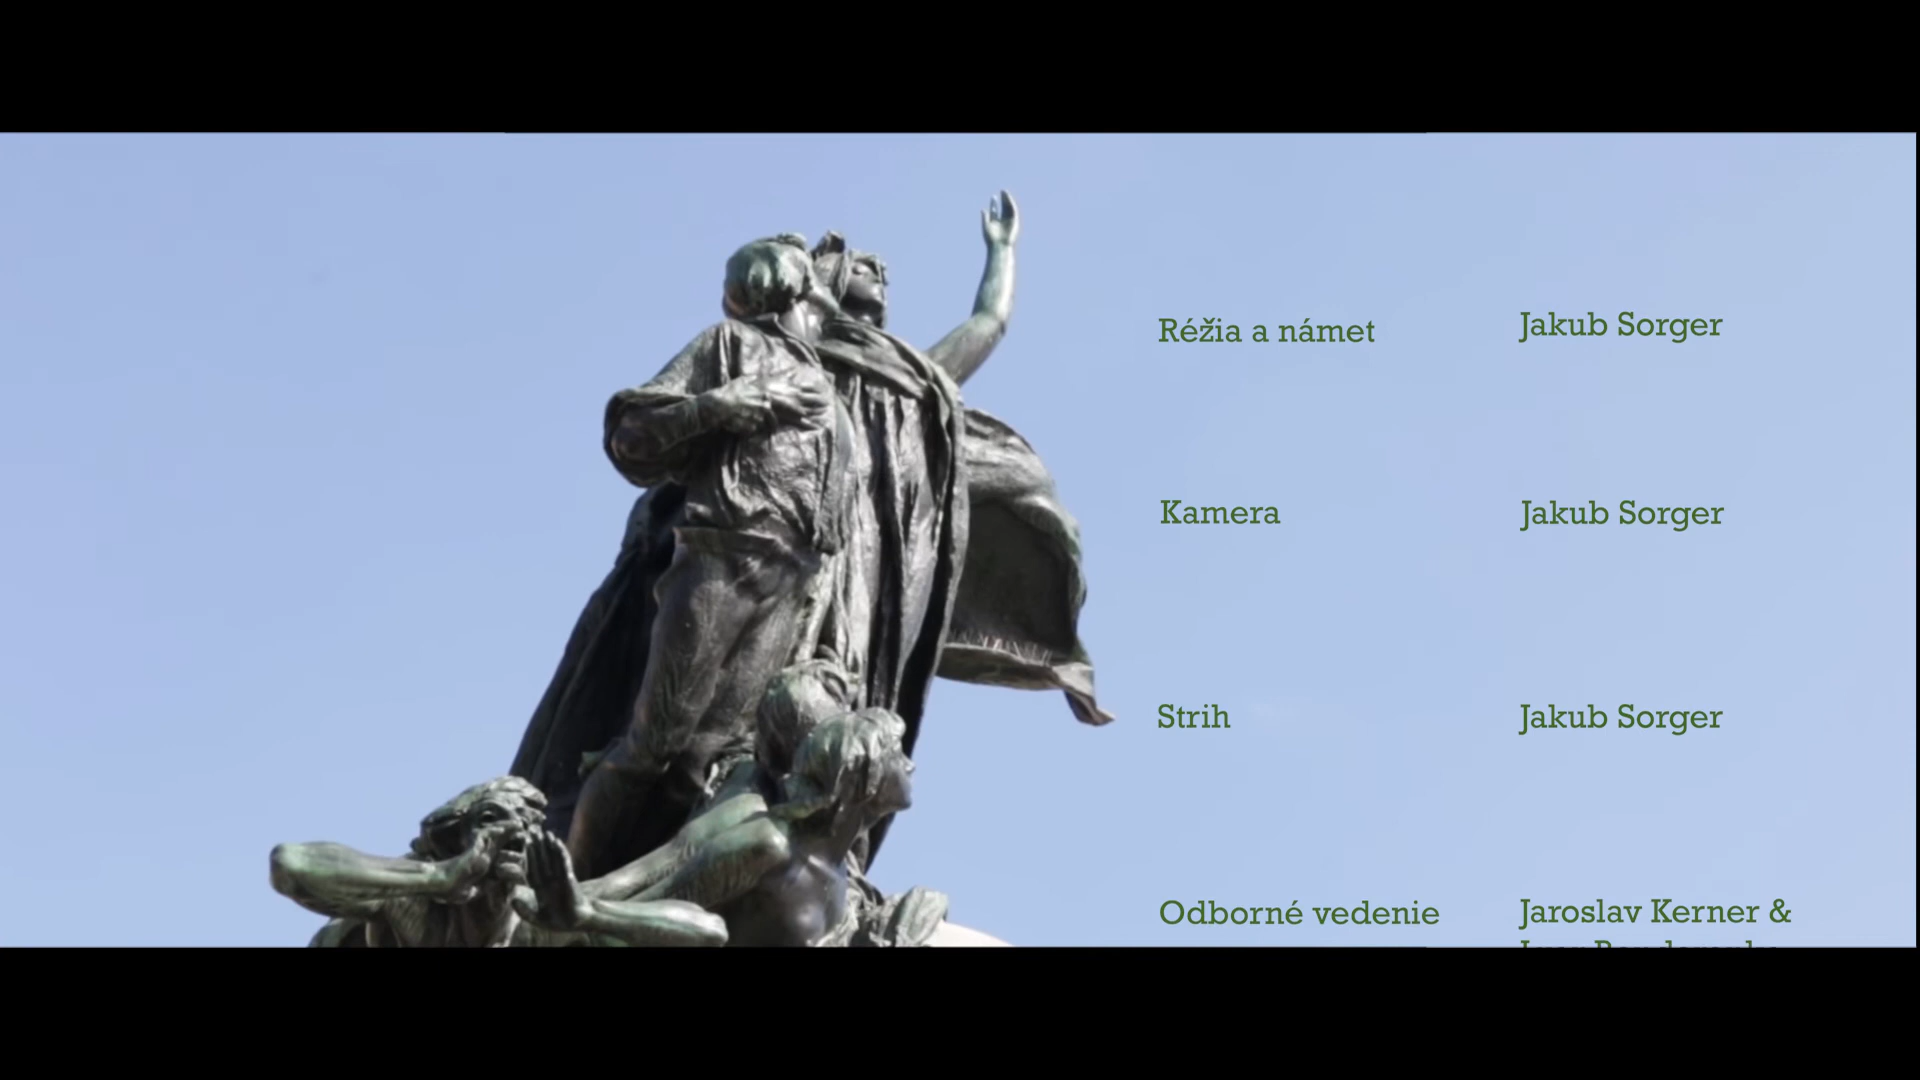 Réžia a námet Jakub Sorger
Kamera Jakub Sorger
Strih Jakub Sorger
Odborné vedenie Jaroslav Kerner &